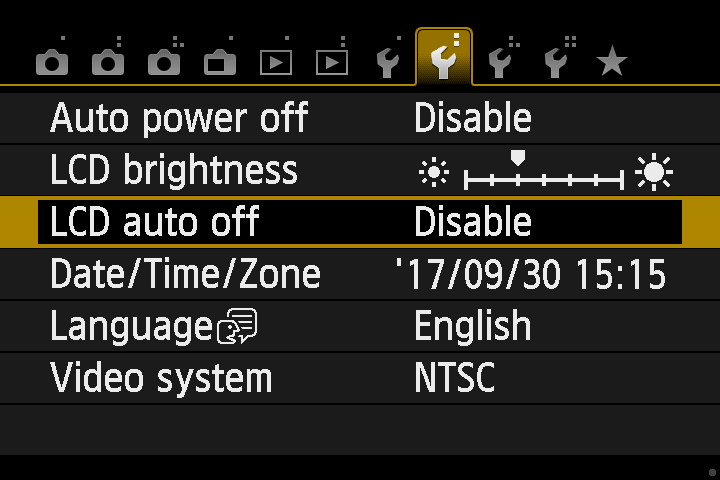 Auto power off Disable
LCD brightness
LCD auto off Disable
Date/Time/Zone '17/09/30 15:15
Language English
Video system NTSC